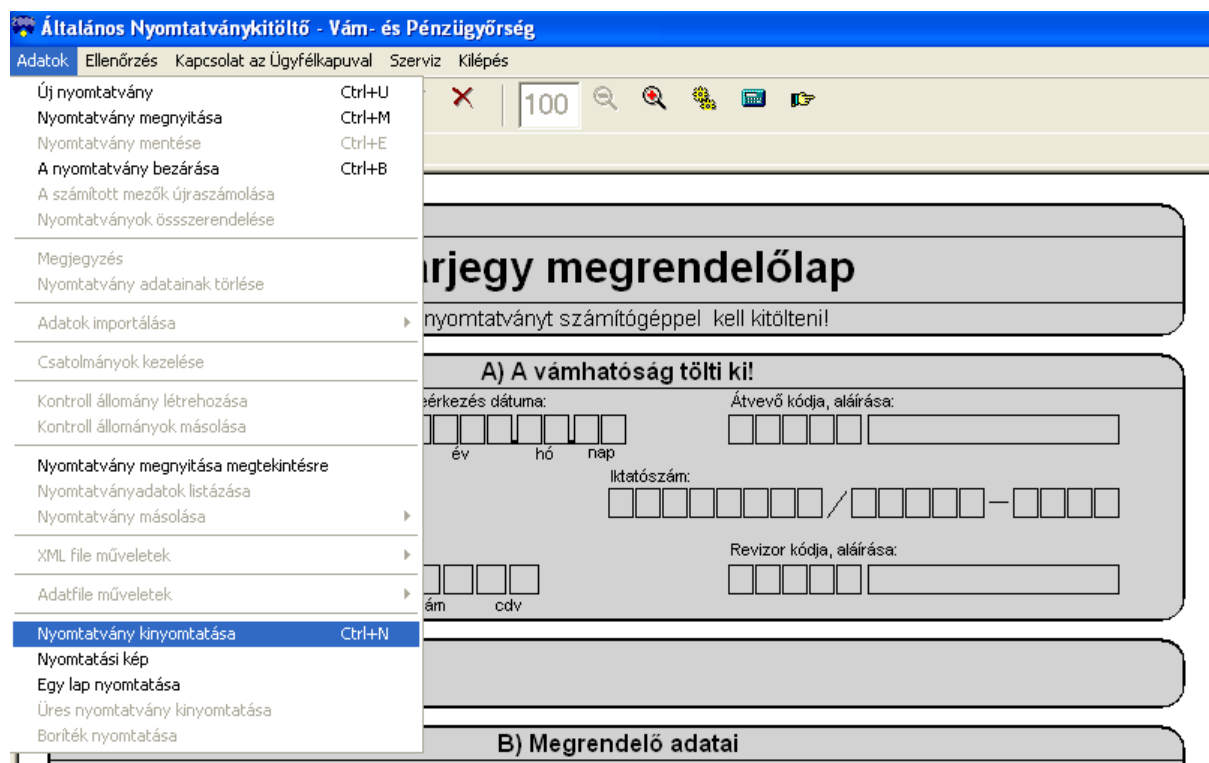 Általános Nyomtatványkitöltő - Vám- és Pénzügyőrség
Adatok Ellenőrzés Kapcsolat az Ügyfélkapuval Szerviz Kilépés
100
Új nyomtatvány Ctrl+U
Nyomtatvány megnyitása Ctrl+M
Nyomtatvány mentése Ctrl+E
A nyomtatvány bezárása Ctrl+B
A számított mezők újraszámolása
Nyomtatványok össszerendelése
Megjegyzés
Nyomtatvány adatainak törlése
Adatok importálása
Csatolmányok kezelése
Kontroll állomány létrehozása
Kontroll állományok másolása
Nyomtatvány megnyitása megtekintésre
Nyomtatványadatok listázása
Nyomtatvány másolása
XML file műveletek
Adatfile műveletek
Nyomtatvány kinyomtatása Ctrl+N
Nyomtatási kép
Egy lap nyomtatása
Üres nyomtatvány kinyomtatása
Boríték nyomtatása
rjegy megrendelőlap
nyomtatványt számítógéppel kell kitölteni!
A) A vámhatóság tölti ki!
érkezés dátuma: Átvevő kódja, aláírása:
év hó nap
Iktatószám:
Revizor kódja, aláírása:
ám cdv
B) Megrendelő adatai